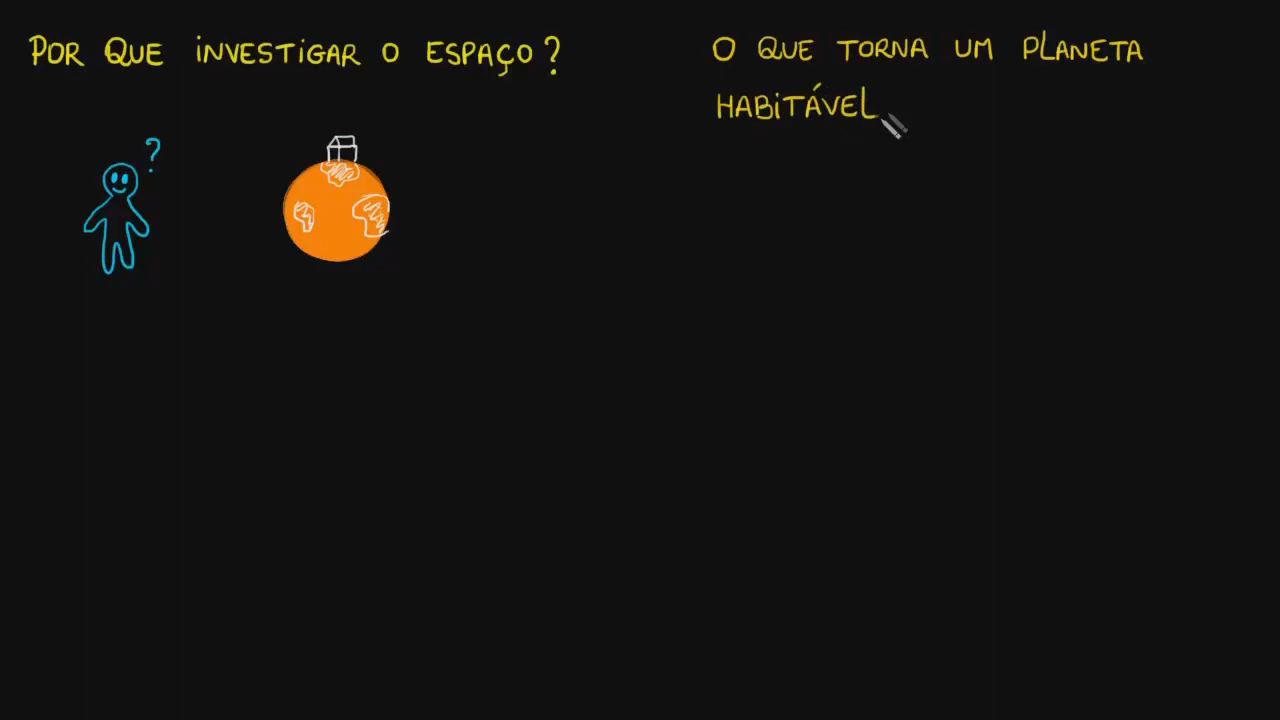 POR QUE INVESTIGAR O ESPAÇO?
?
O QUE TORNA UM PLANETA
HABITÁVEL